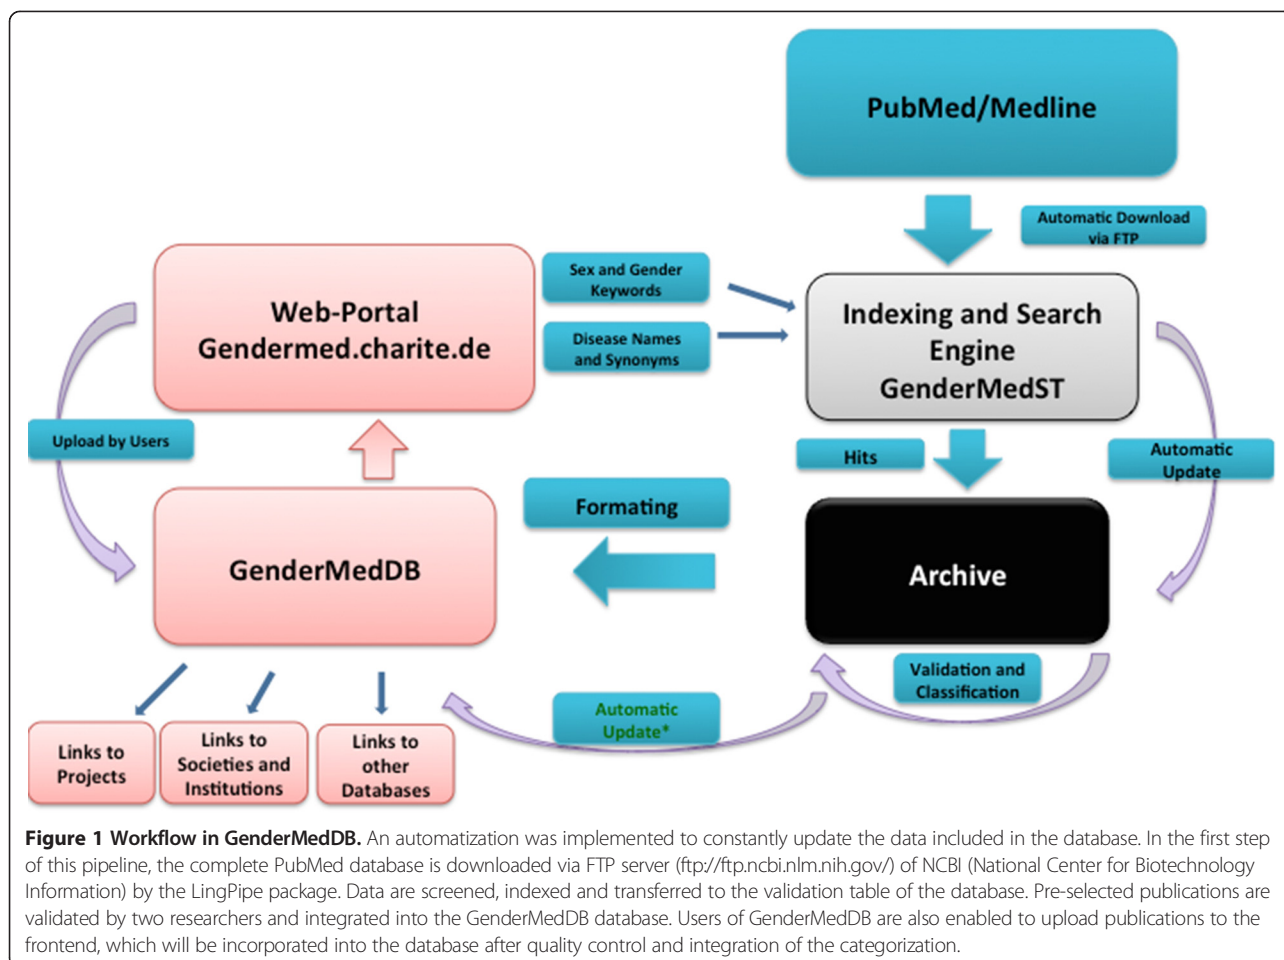 PubMed/Medline
Automatic Download
via FTP
Web-Portal
Gendermed.charite.de
Sex and Gender
Keywords
Disease Names
and Synonyms
Indexing and Search
Engine
GenderMedST
Upload by Users
Hits
Automatic
Update
Formating
GenderMedDB
Archive
Validation and
Classification
Automatic
Update*
Links to
Projects
Links to
Societies and
Institutions
Links to
other
Databases
Figure 1 Workflow in GenderMedDB. An automatization was implemented to constantly update the data included in the database. In the first step
of this pipeline, the complete PubMed database is downloaded via FTP server (ftp://ftp.ncbi.nlm.nih.gov/) of NCBI (National Center for Biotechnology
Information) by the LingPipe package. Data are screened, indexed and transferred to the validation table of the database. Pre-selected publications are
validated by two researchers and integrated into the GenderMedDB database. Users of GenderMedDB are also enabled to upload publications to the
frontend, which will be incorporated into the database after quality control and integration of the categorization.